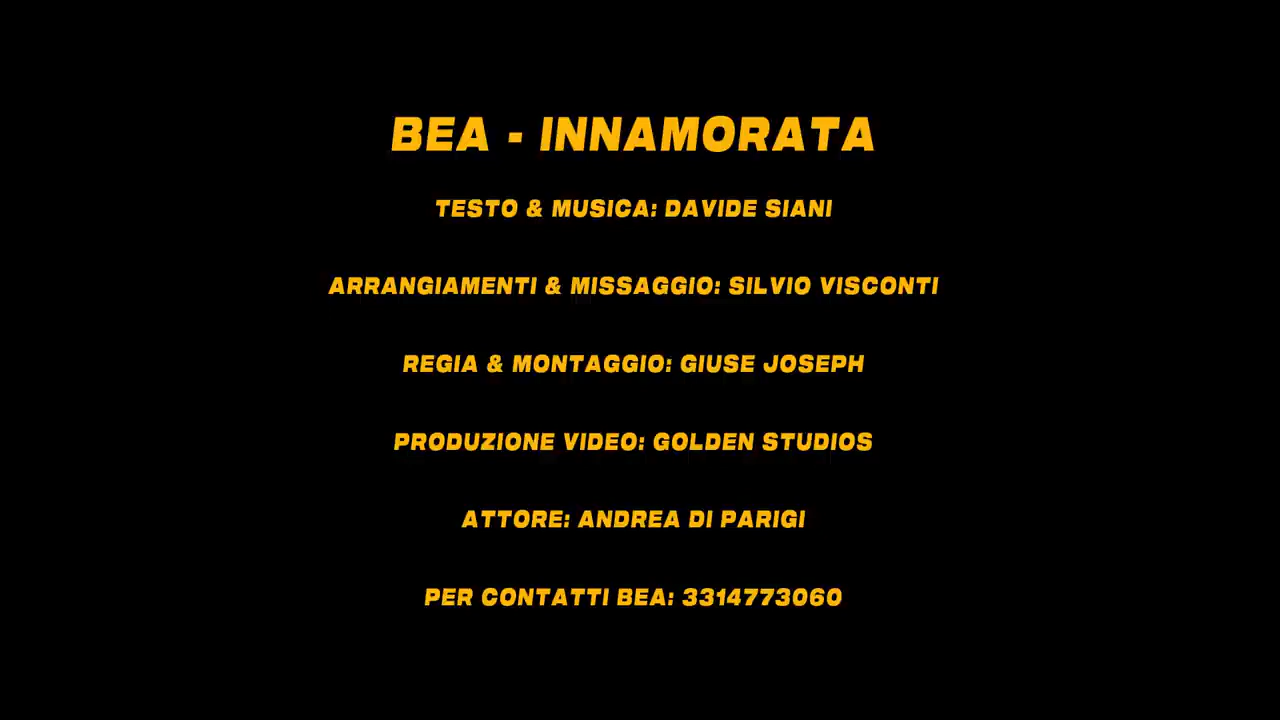 BEA - INNAMORATA
TESTO & MUSICA: DAVIDE SIANI
ARRANGIAMENTI & MISSAGGIO: SILVIO VISCONTI
REGIA & MONTAGGIO: GIUSE JOSEPH
PRODUZIONE VIDEO: GOLDEN STUDIOS
ATTORE: ANDREA DI PARIGI
PER CONTATTI BEA: 3314773060